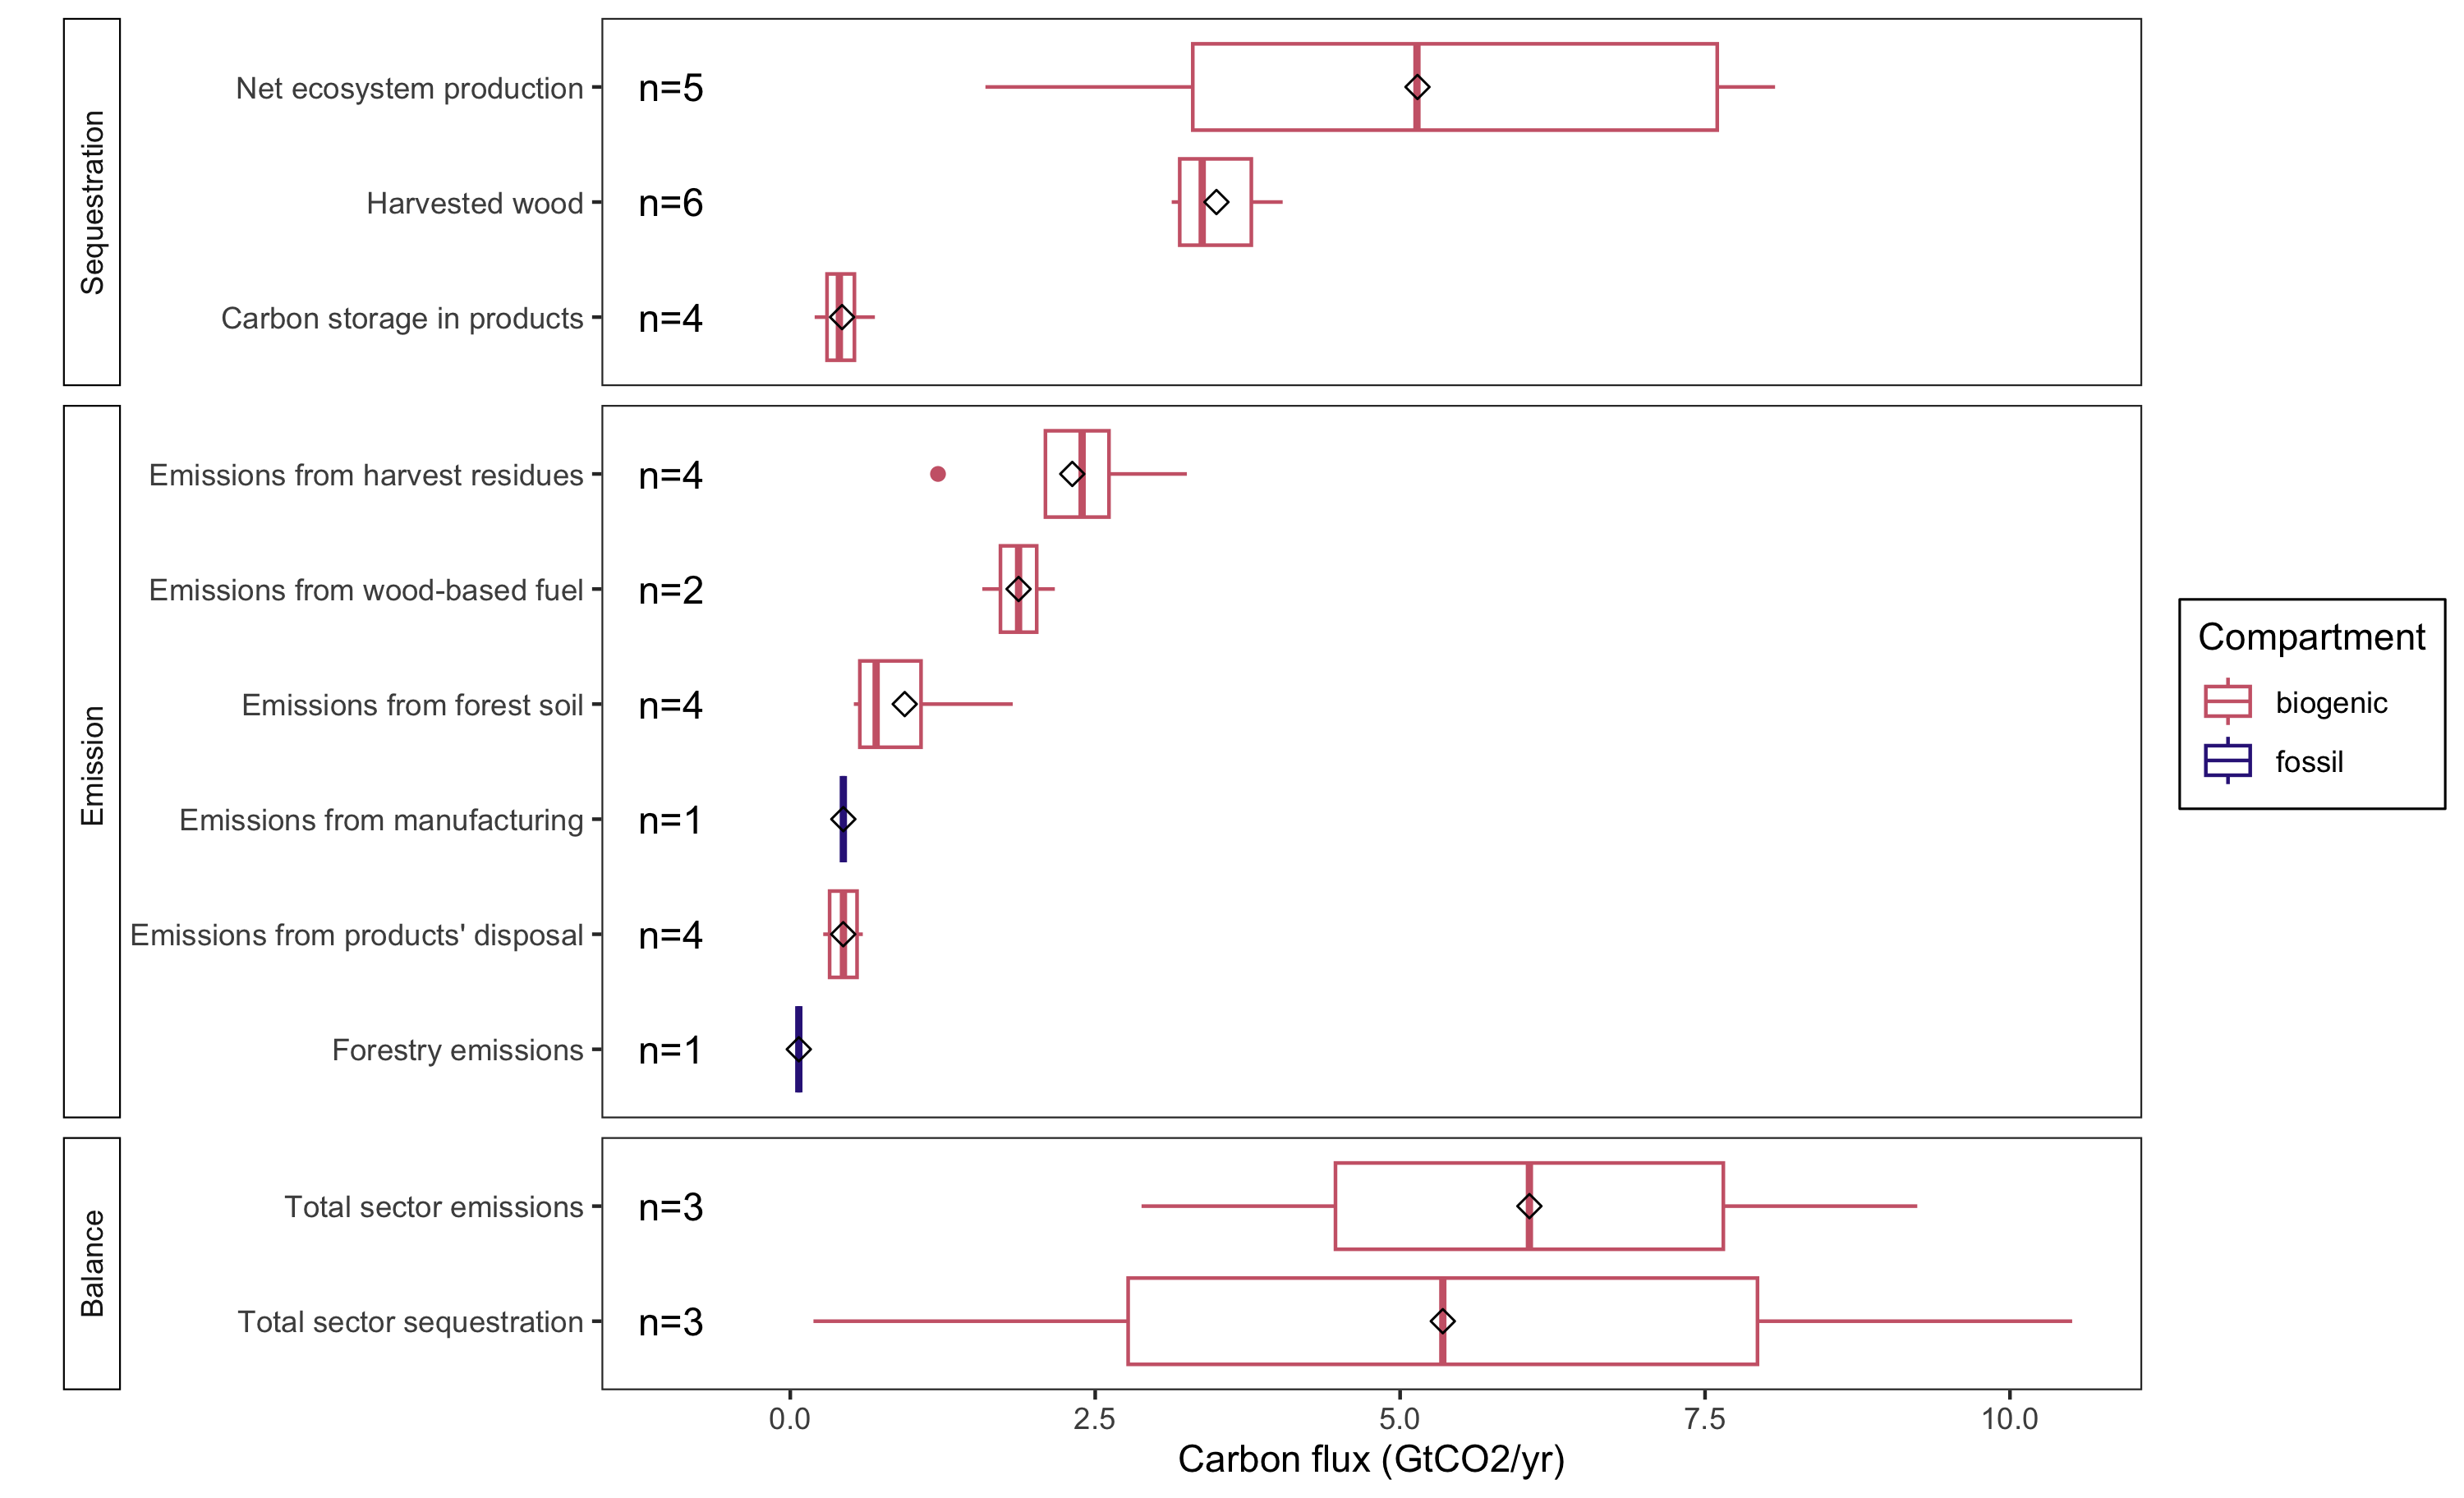 Sequestration
Net ecosystem production
n=5
Harvested wood
n=6
Carbon storage in products
n=4
Emission
Emissions from harvest residues
n=4
Emissions from wood-based fuel
n=2
Emissions from forest soil
n=4
Emissions from manufacturing
n=1
Emissions from products' disposal
n=4
Forestry emissions
n=1
Balance
Total sector emissions
n=3
Total sector sequestration
n=3
0.0 2.5 5.0 7.5 10.0
Carbon flux (GtCO2/yr)
Compartment
biogenic
fossil